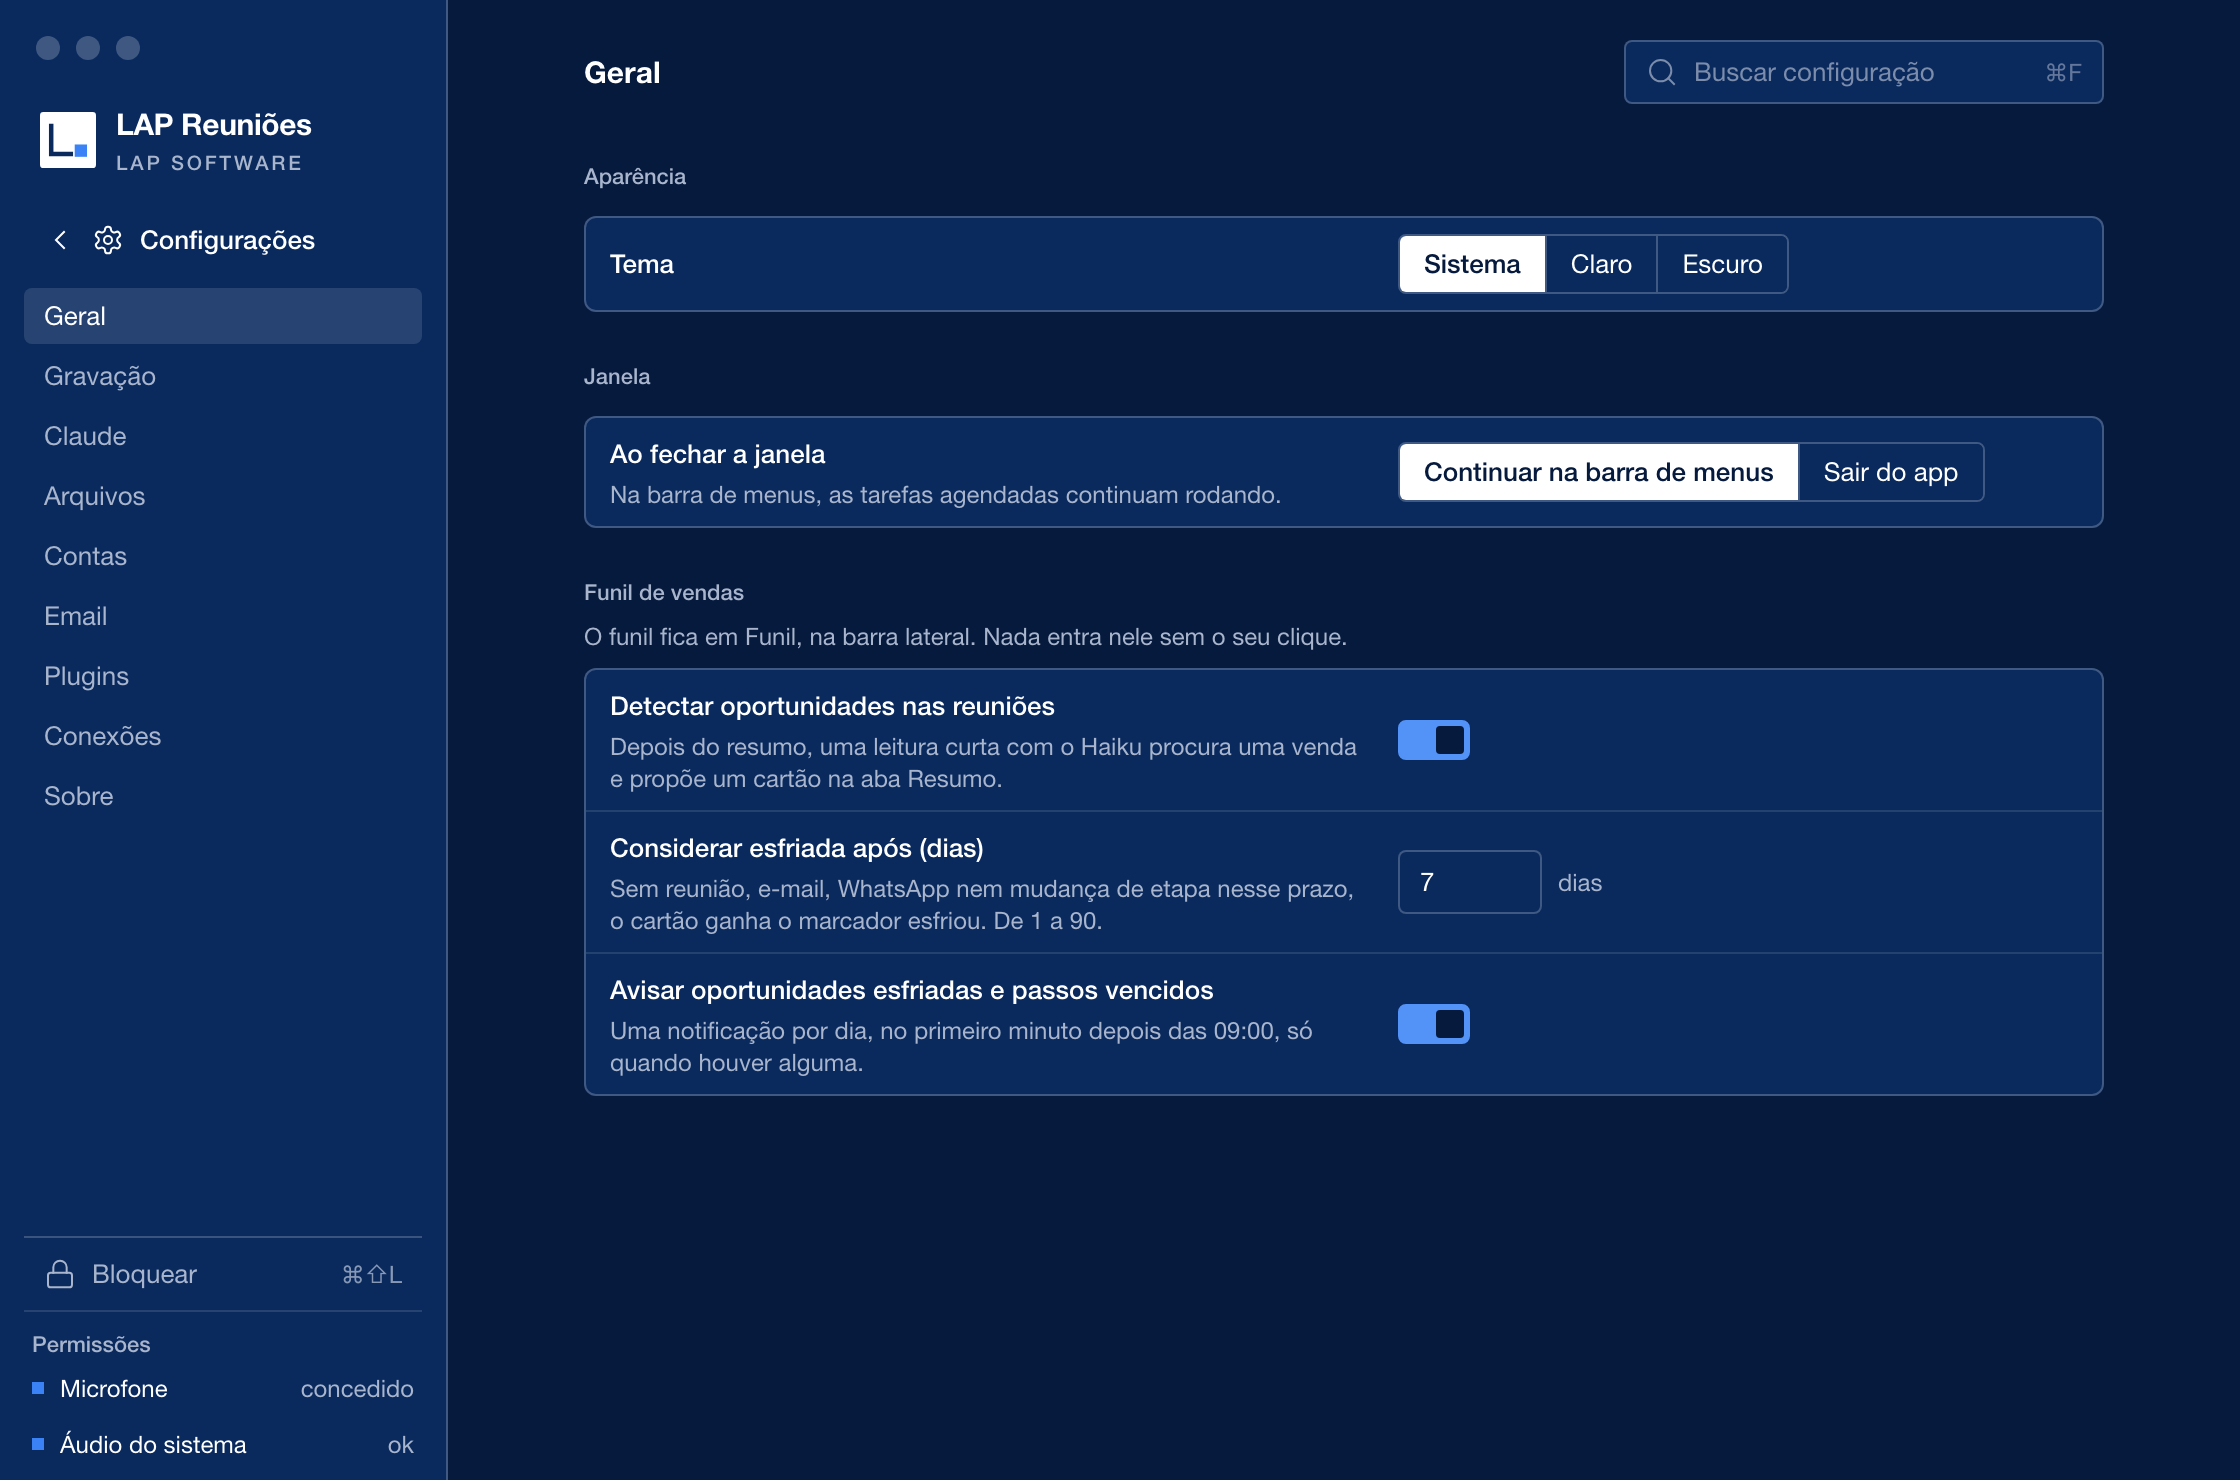 LAP Reuniões
LAP SOFTWARE
Configurações
Geral
Gravação
Claude
Arquivos
Contas
Email
Plugins
Conexões
Sobre
Bloquear ⌘⇧L
Permissões
Microfone concedido
Áudio do sistema ok
Geral
Buscar configuração ⌘F
Aparência
Tema
Sistema Claro Escuro
Janela
Ao fechar a janela
Na barra de menus, as tarefas agendadas continuam rodando.
Continuar na barra de menus Sair do app
Funil de vendas
O funil fica em Funil, na barra lateral. Nada entra nele sem o seu clique.
Detectar oportunidades nas reuniões
Depois do resumo, uma leitura curta com o Haiku procura uma venda
e propõe um cartão na aba Resumo.
Considerar esfriada após (dias)
Sem reunião, e-mail, WhatsApp nem mudança de etapa nesse prazo,
o cartão ganha o marcador esfriou. De 1 a 90.
7 dias
Avisar oportunidades esfriadas e passos vencidos
Uma notificação por dia, no primeiro minuto depois das 09:00, só
quando houver alguma.